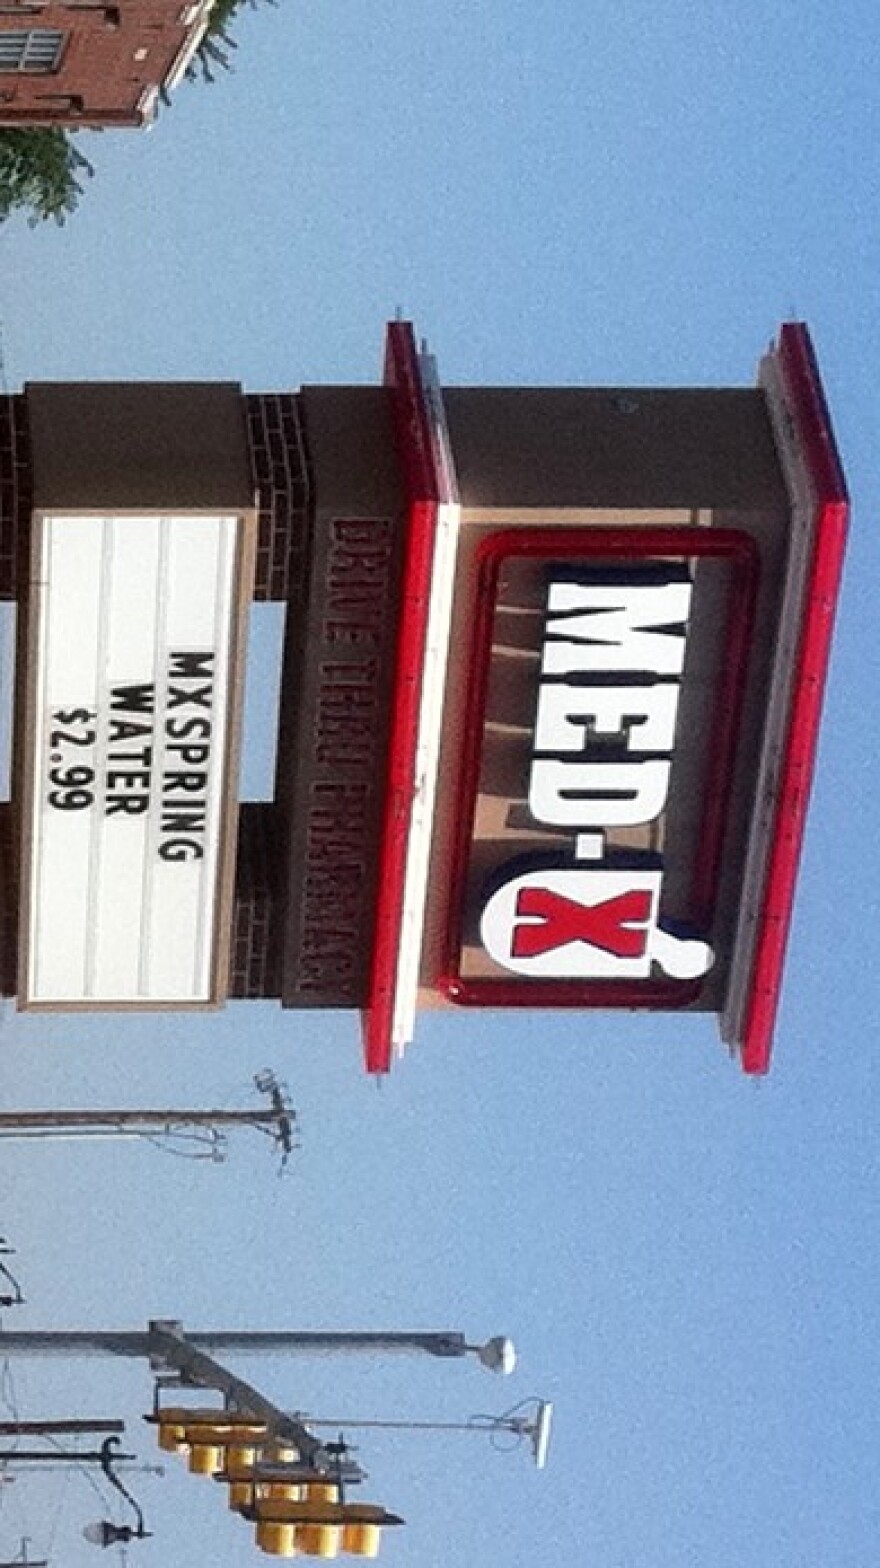 MED-X
DRIVE THRU PHARMACY
MXSPRING
WATER
$2.99